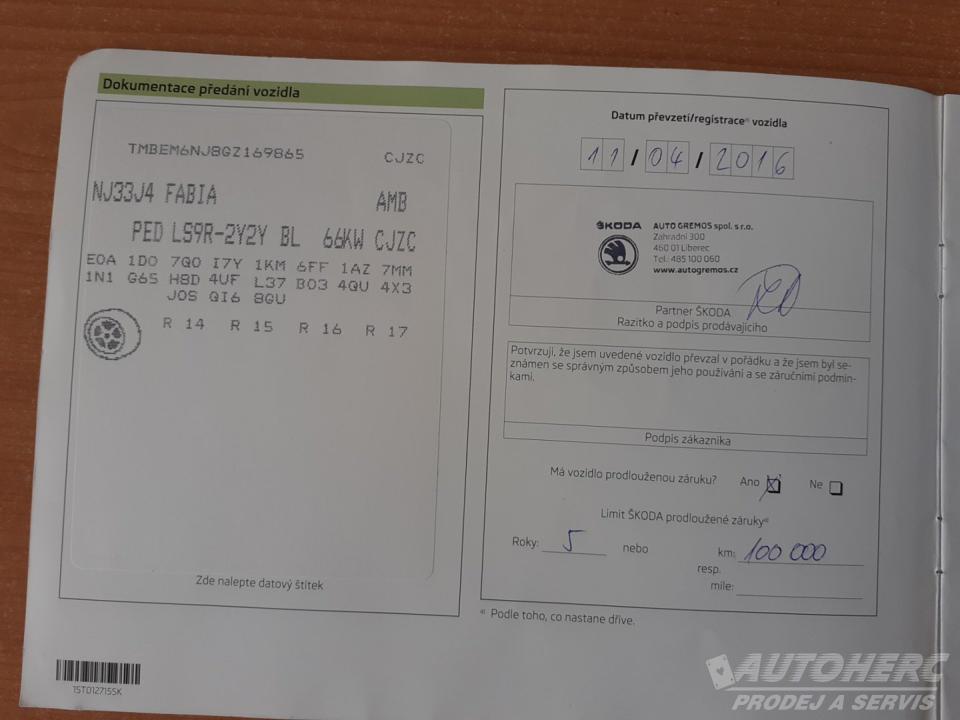 Dokumentace předání vozidla
TMBEM6NJ8GZ169865 CJZC
NJ33J4 FABIA AMB
PED LS9R-2Y2Y BL 66KW CJZC
E0A 1D0 7Q0 I7Y 1KM 6FF 1AZ 7MM
1N1 G6S H8D 4UF L37 B03 4QU 4X3
J0S QI6 8GU
R 14 R 15 R 16 R 17
Zde nalepte datový štítek
1ST012715SK
Datum převzetí/registrace*⁾ vozidla
11 / 04 / 2016
ŠKODA
AUTO GREMOS spol. s r.o.
Zahradní 300
460 01 Liberec
Tel.: 485 100 060
www.autogremos.cz
Partner ŠKODA
Razítko a podpis prodávajícího
Potvrzuji, že jsem uvedené vozidlo převzal v pořádku a že jsem byl se-
známen se správným způsobem jeho používání a se záručními podmín-
kami.
Podpis zákazníka
Má vozidlo prodlouženou záruku? Ano Ne
Limit ŠKODA prodloužené záruky*⁾
Roky: 5 nebo km: 100 000
resp.
míle:
*⁾ Podle toho, co nastane dříve.
AUTOHERC
PRODEJ A SERVIS